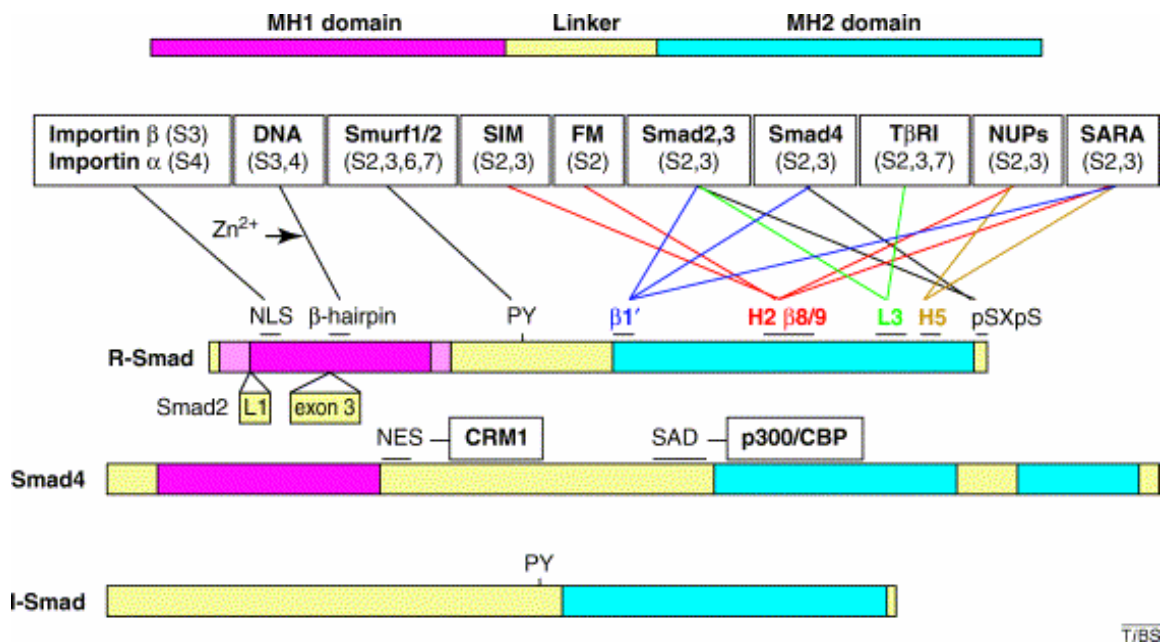 MH1 domain Linker MH2 domain
Importin β (S3) DNA Smurf1/2 SIM FM Smad2,3 Smad4 TβRI NUPs SARA
Importin α (S4) (S3,4) (S2,3,6,7) (S2,3) (S2) (S2,3) (S2,3) (S2,3,7) (S2,3) (S2,3)
Zn2+
NLS β-hairpin PY β1′ H2 β8/9 L3 H5 pSXpS
R-Smad
Smad2 L1 exon 3
NES CRM1 SAD p300/CBP
Smad4
PY
I-Smad
TiBS